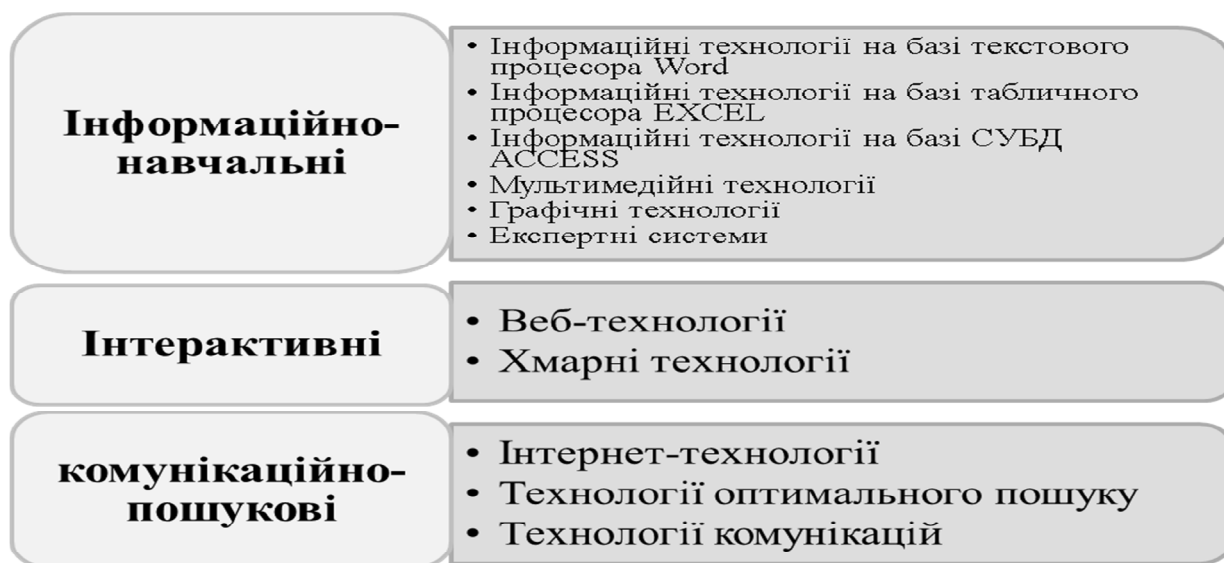 Інформаційно-
навчальні
• Інформаційні технології на базі текстового
процесора Word
• Інформаційні технології на базі табличного
процесора EXCEL
• Інформаційні технології на базі СУБД
ACCESS
• Мультимедійні технології
• Графічні технології
• Експертні системи
Інтерактивні
• Веб-технології
• Хмарні технології
комунікаційно-
пошукові
• Інтернет-технології
• Технології оптимального пошуку
• Технології комунікацій